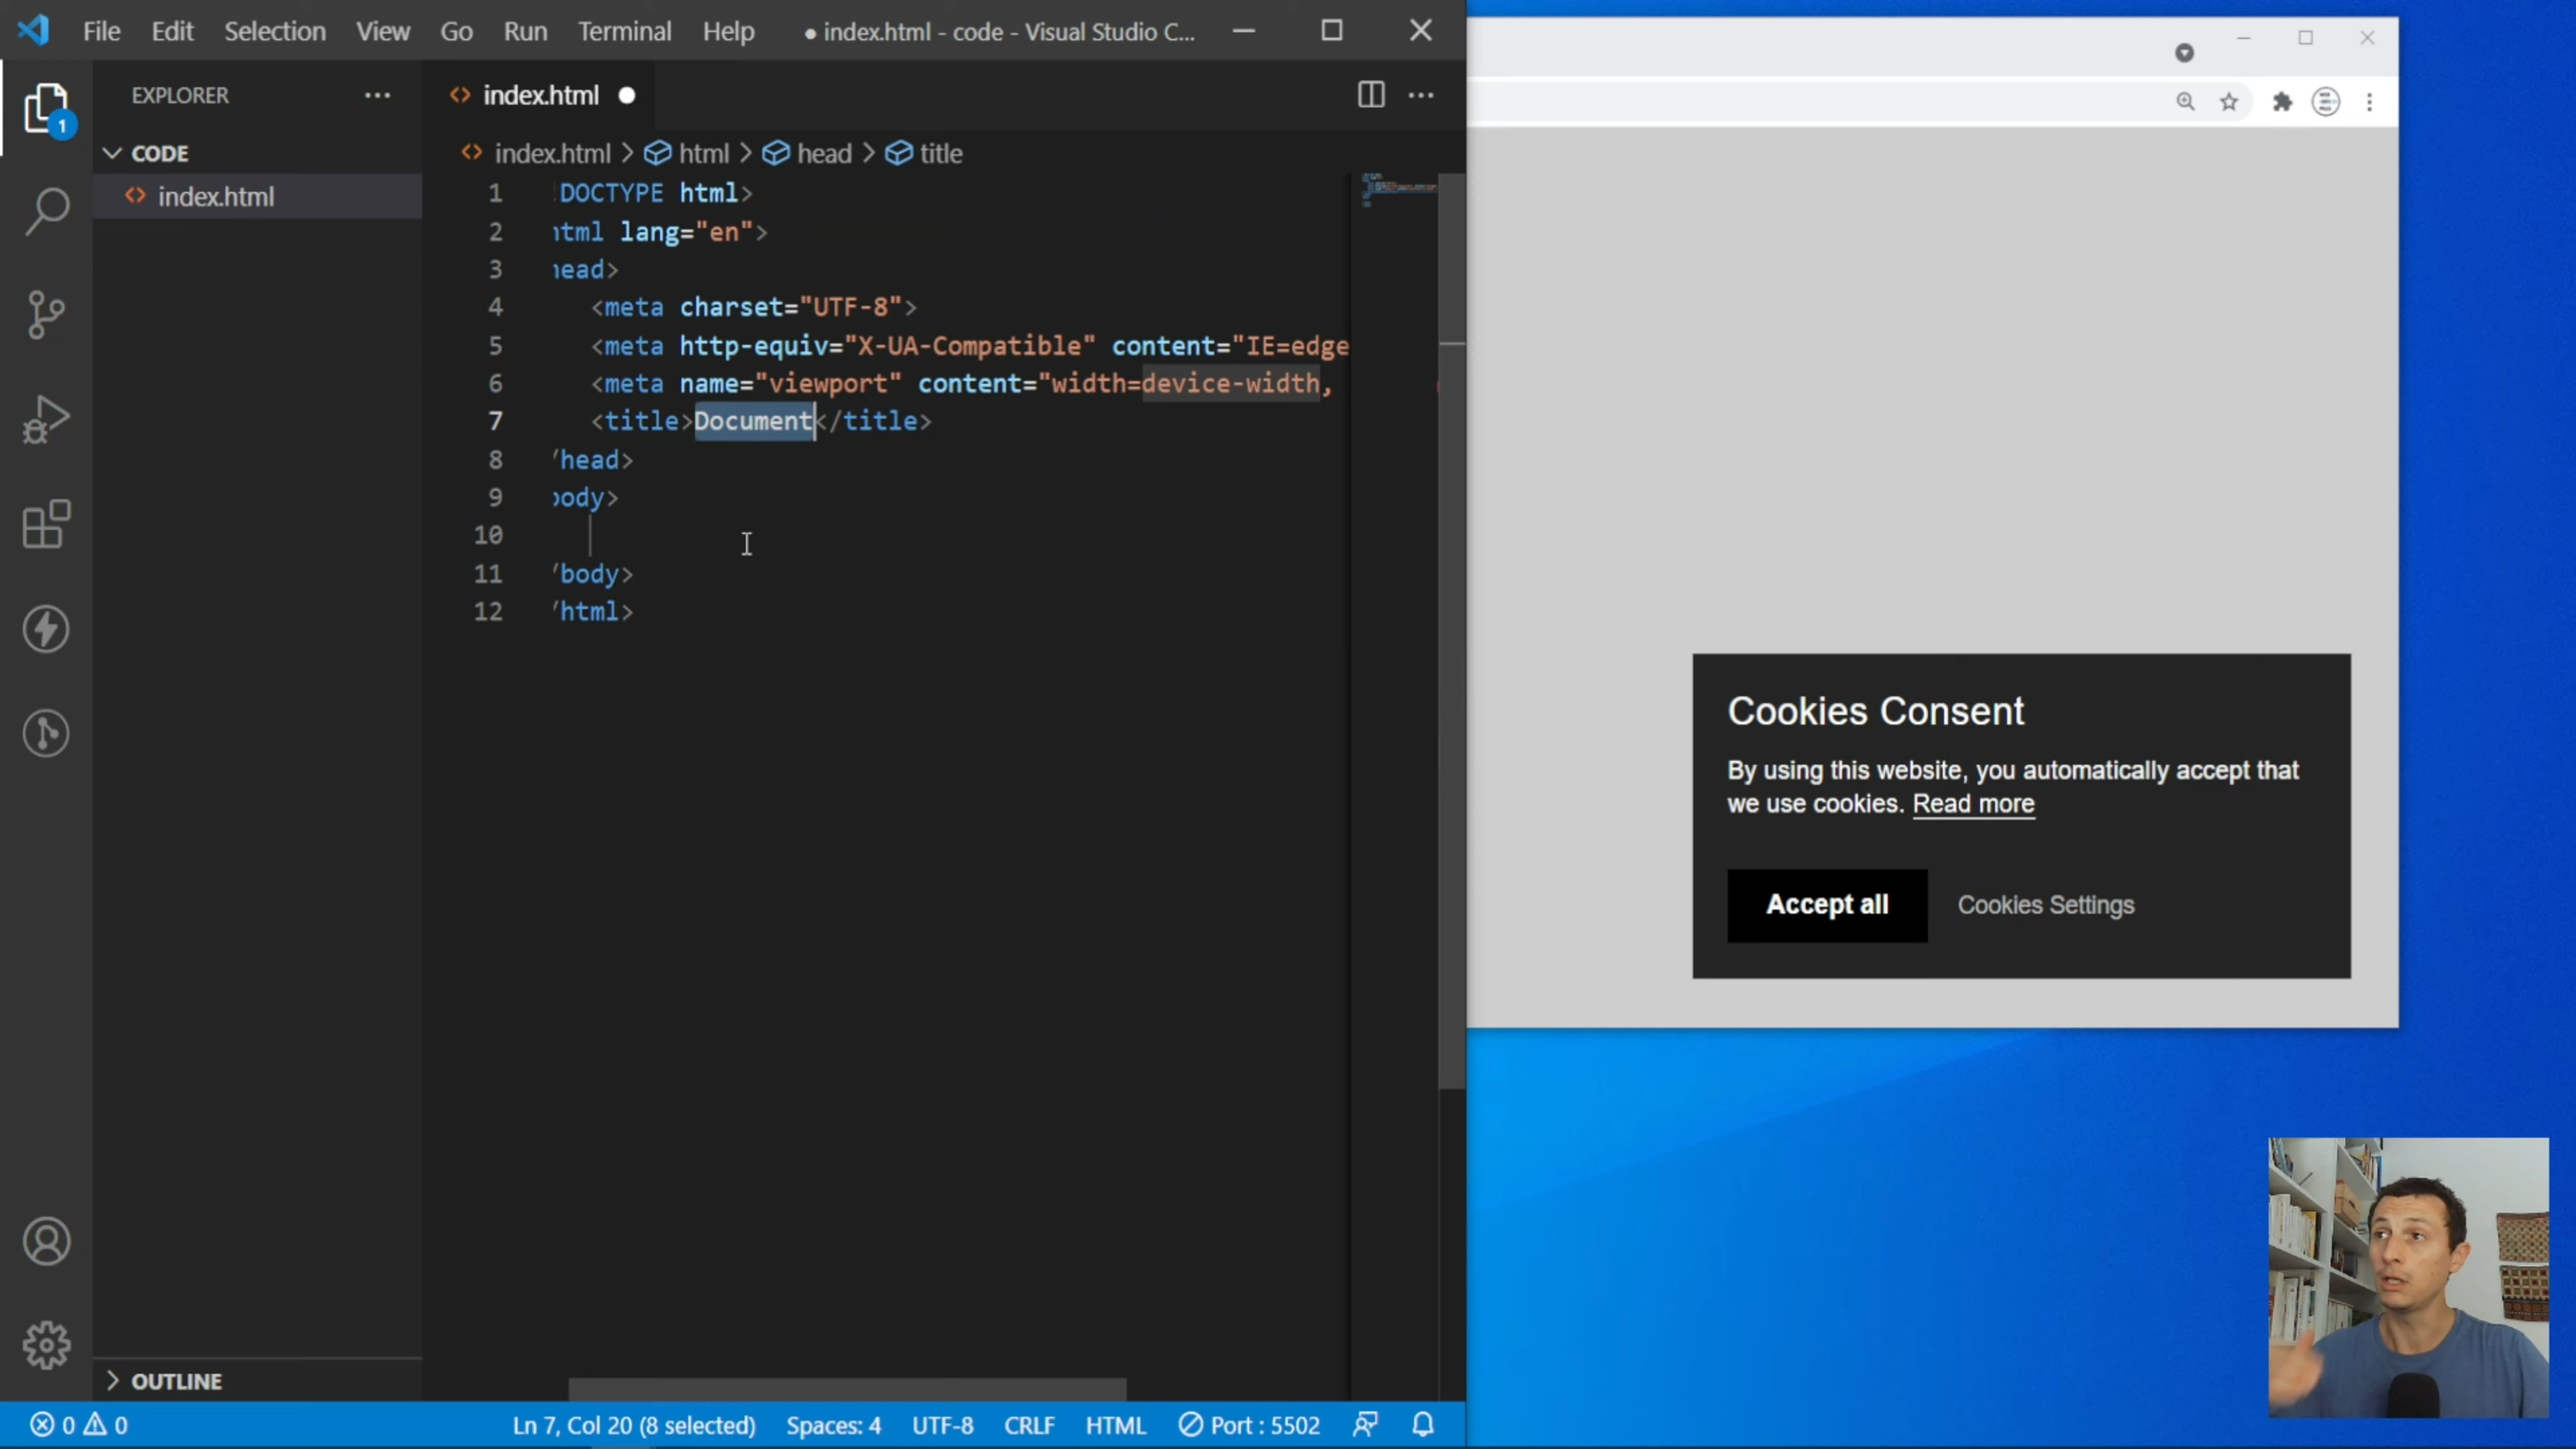 File Edit Selection View Go Run Terminal Help ● index.html - code - Visual Studio C...
EXPLORER
index.html
CODE
index.html > html > head > title
index.html
1 !DOCTYPE html>
2 html lang="en">
3 head>
4 <meta charset="UTF-8">
5 <meta http-equiv="X-UA-Compatible" content="IE=edge
6 <meta name="viewport" content="width=device-width,
7 <title>Document</title>
8 /head>
9 body>
10
11 /body>
12 /html>
1
Cookies Consent
By using this website, you automatically accept that
we use cookies. Read more
Accept all
Cookies Settings
OUTLINE
0 0 Ln 7, Col 20 (8 selected) Spaces: 4 UTF-8 CRLF HTML Port : 5502